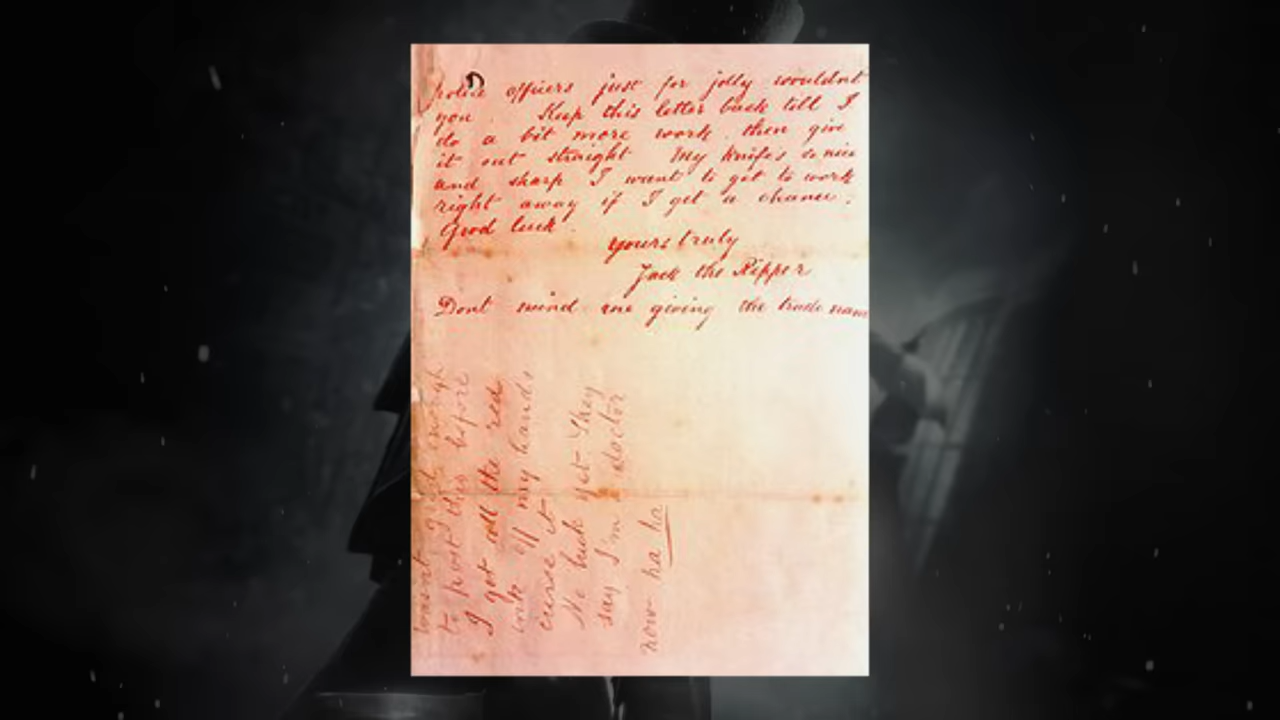 police officers just for jolly wouldnt
you. Keep this letter back till I
do a bit more work. then give
it out straight My knife's so nice
and sharp I want to get to work
right away if I get a chance.
Good luck.
Yours truly
Jack the Ripper
Dont mind me giving the trade name
wasnt good enough
to post this before
I got all the red
ink off my hands
curse it
No luck yet. They
say I'm a doctor
now ha ha